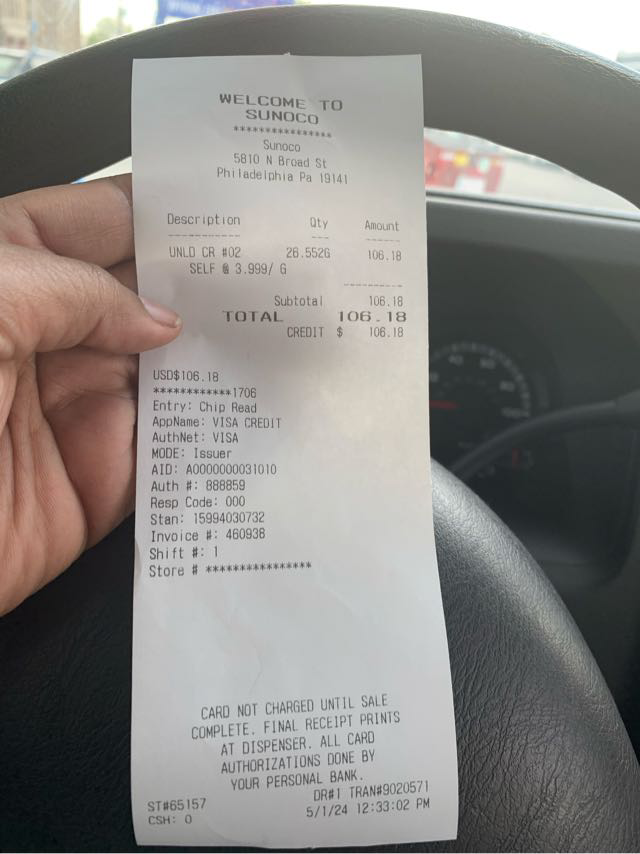 WELCOME TO
SUNOCO
****************
Sunoco
5810 N Broad St
Philadelphia Pa 19141
Description Qty Amount
UNLD CR #02 26.552G 106.18
SELF @ 3.999/ G
Subtotal 106.18
TOTAL 106.18
CREDIT $ 106.18
USD$106.18
************1706
Entry: Chip Read
AppName: VISA CREDIT
AuthNet: VISA
MODE: Issuer
AID: A0000000031010
Auth #: 888859
Resp Code: 000
Stan: 15994030732
Invoice #: 460938
Shift #: 1
Store # ****************
CARD NOT CHARGED UNTIL SALE
COMPLETE. FINAL RECEIPT PRINTS
AT DISPENSER. ALL CARD
AUTHORIZATIONS DONE BY
YOUR PERSONAL BANK.
ST#65157 DR#1 TRAN#9020571
CSH: 0 5/1/24 12:33:02 PM